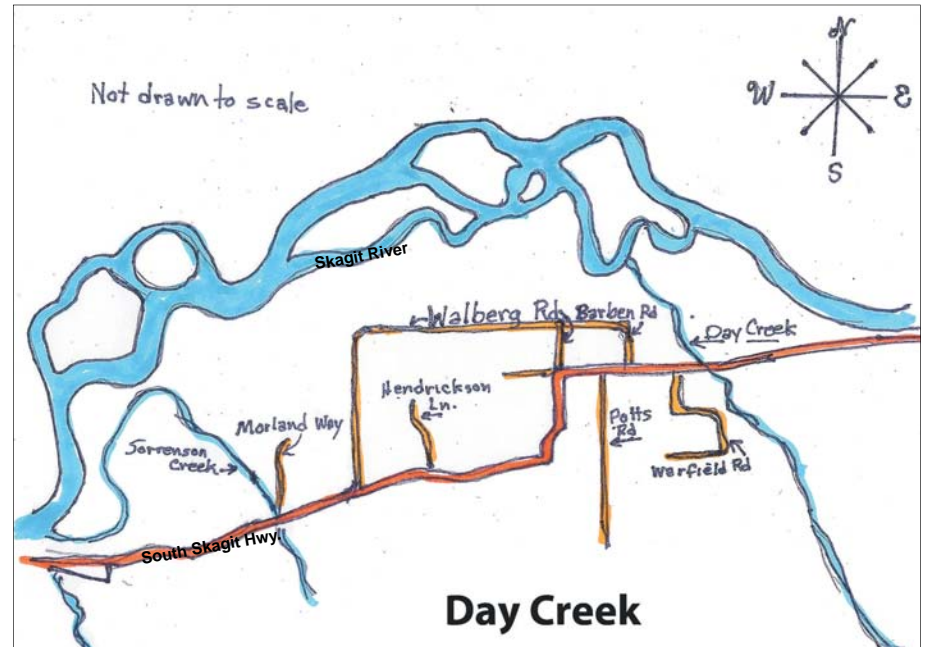 N
Not drawn to scale
W
E
S
Skagit River
Walberg Rd
Barben Rd
Day Creek
Hendrickson
Ln.
Morland Way
Potts
Rd
Sorrenson
Creek
Warfield Rd
South Skagit Hwy.
Day Creek